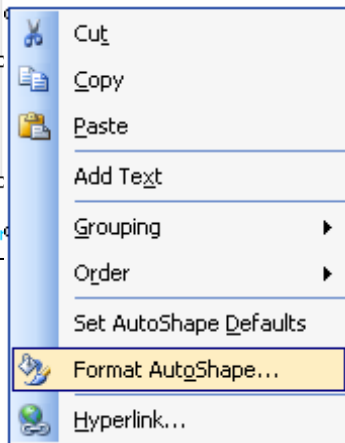 Cut
Copy
Paste
Add Text
Grouping
Order
Set AutoShape Defaults
Format AutoShape...
Hyperlink...